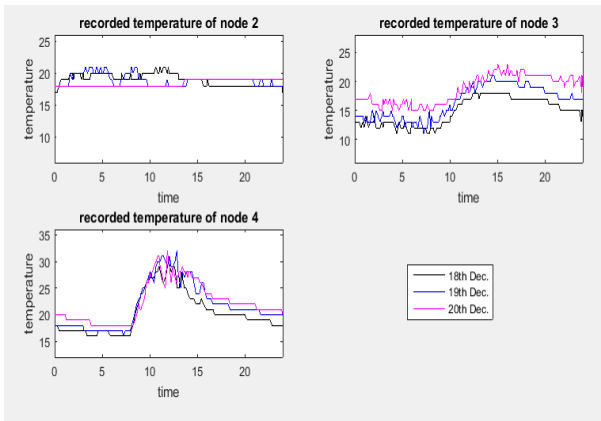 recorded temperature of node 2
25
20
15
10
temperature
0 5 10 15 20
time
recorded temperature of node 3
25
20
15
10
temperature
0 5 10 15 20
time
recorded temperature of node 4
35
30
25
20
15
temperature
0 5 10 15 20
time
18th Dec.
19th Dec.
20th Dec.